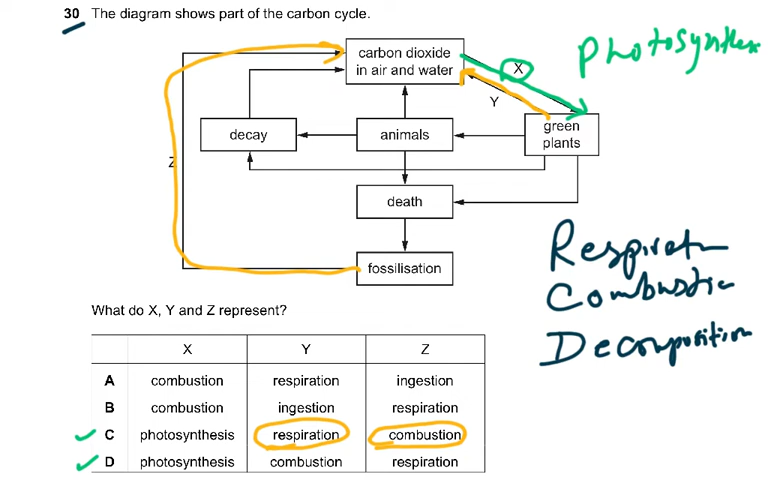 30 The diagram shows part of the carbon cycle.
carbon dioxide
in air and water
X
Photosynthex
Y
green
plants
decay
animals
Z
death
fossilisation
Respirat
Combustio
Decomposition
What do X, Y and Z represent?
X Y Z
A combustion respiration ingestion
B combustion ingestion respiration
C photosynthesis respiration combustion
D photosynthesis combustion respiration